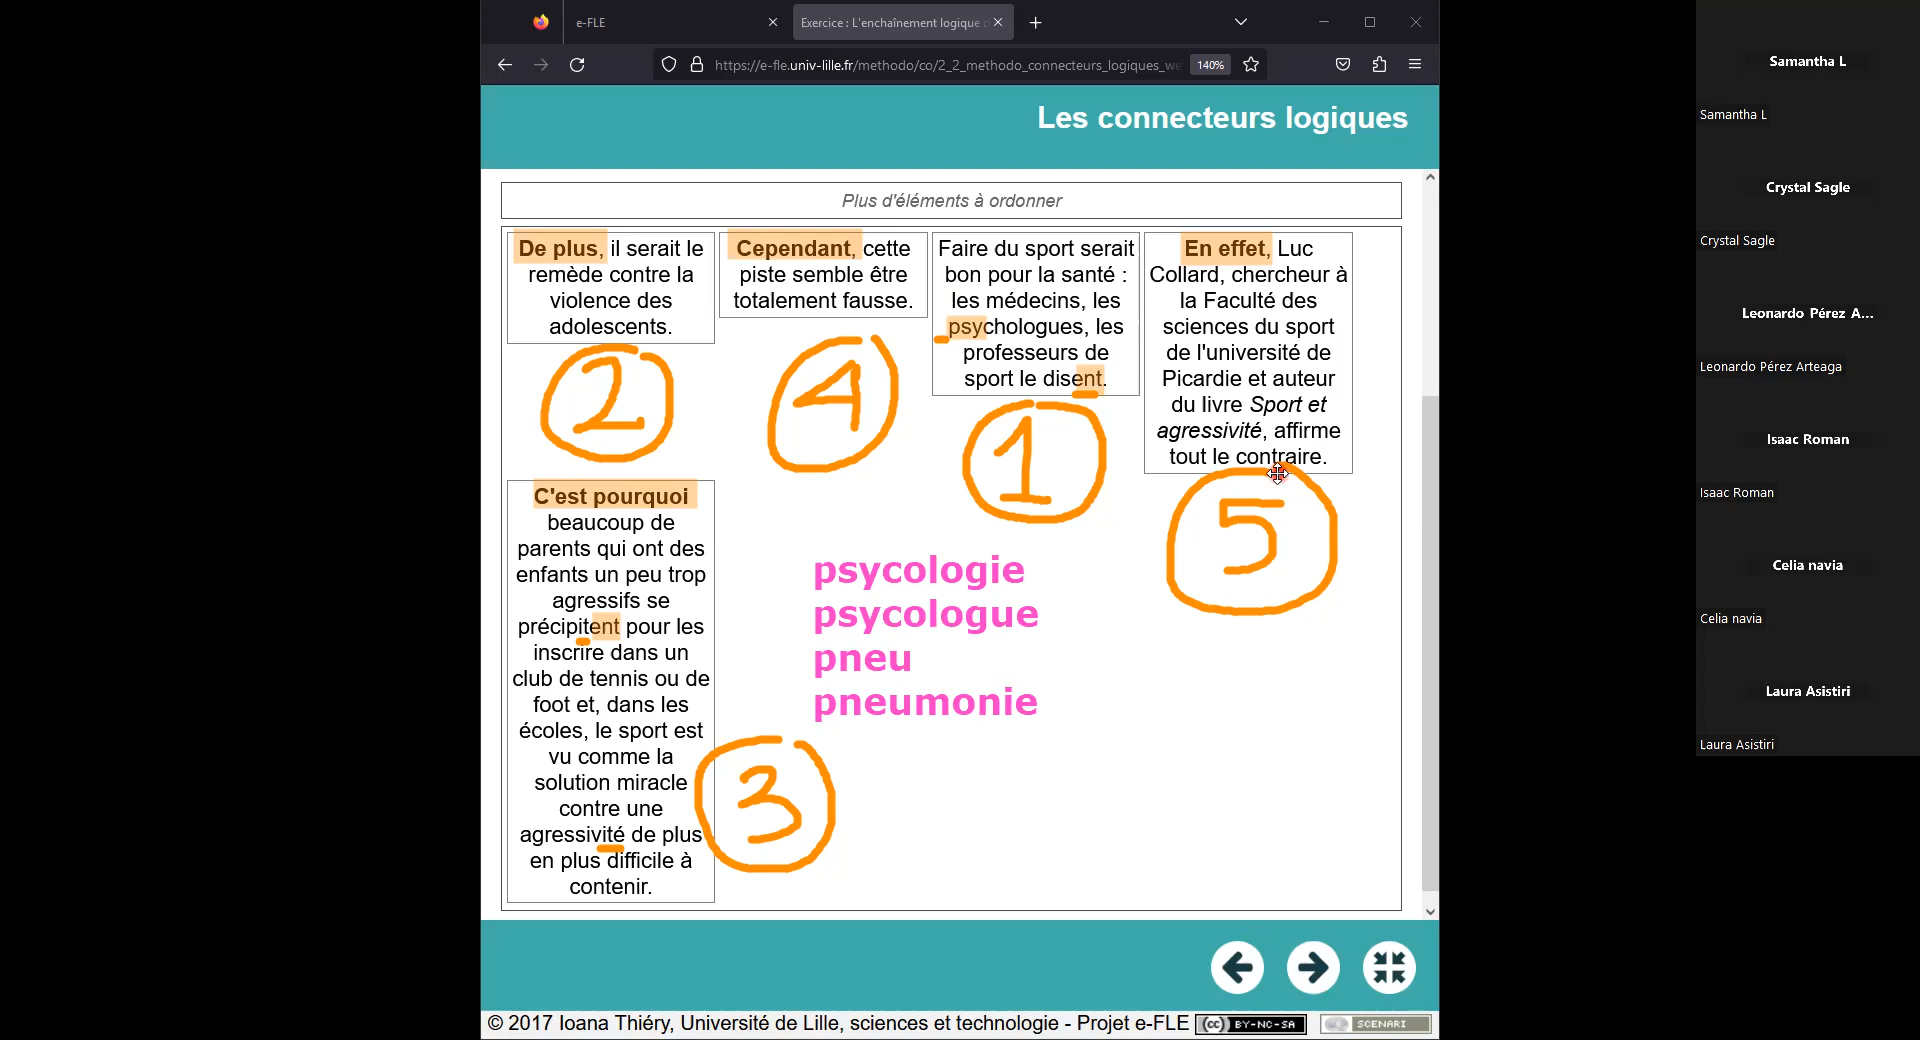 e-FLE
Exercice : L'enchaînement logique d
https://e-fle.univ-lille.fr/methodo/co/2_2_methodo_connecteurs_logiques_we
140%
Les connecteurs logiques
Plus d'éléments à ordonner
De plus, il serait le
remède contre la
violence des
adolescents.
2
Cependant, cette
piste semble être
totalement fausse.
4
Faire du sport serait
bon pour la santé :
les médecins, les
psychologues, les
professeurs de
sport le disent.
1
En effet, Luc
Collard, chercheur à
la Faculté des
sciences du sport
de l'université de
Picardie et auteur
du livre Sport et
agressivité, affirme
tout le contraire.
5
C'est pourquoi
beaucoup de
parents qui ont des
enfants un peu trop
agressifs se
précipitent pour les
inscrire dans un
club de tennis ou de
foot et, dans les
écoles, le sport est
vu comme la
solution miracle
contre une
agressivité de plus
en plus difficile à
contenir.
3
psycologie
psycologue
pneu
pneumonie
© 2017 Ioana Thiéry, Université de Lille, sciences et technologie - Projet e-FLE
cc BY-NC-SA
SCENARI
Samantha L
Samantha L
Crystal Sagle
Crystal Sagle
Leonardo Pérez A...
Leonardo Pérez Arteaga
Isaac Roman
Isaac Roman
Celia navia
Celia navia
Laura Asistiri
Laura Asistiri